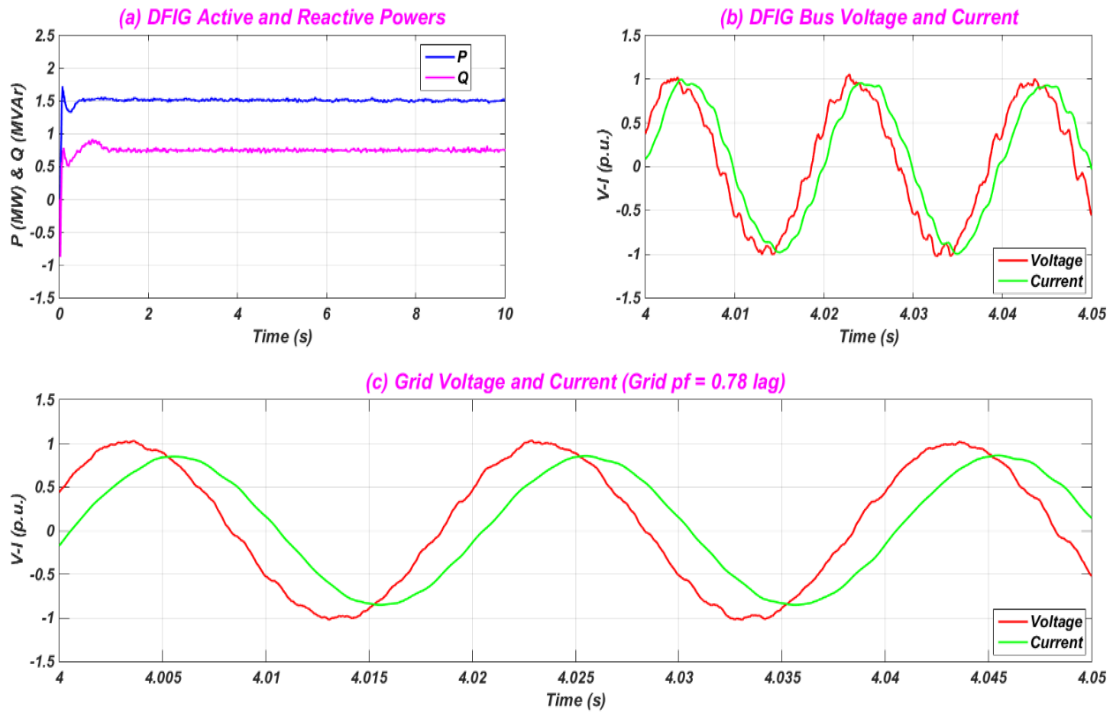 (a) DFIG Active and Reactive Powers
P (MW) & Q (MVAr)
2.5
2
1.5
1
0.5
0
-0.5
-1
-1.5
P
Q
0 2 4 6 8 10
Time (s)
(b) DFIG Bus Voltage and Current
V-I (p.u.)
1.5
1
0.5
0
-0.5
-1
-1.5
Voltage
Current
4 4.01 4.02 4.03 4.04 4.05
Time (s)
(c) Grid Voltage and Current (Grid pf = 0.78 lag)
V-I (p.u.)
1.5
1
0.5
0
-0.5
-1
-1.5
Voltage
Current
4 4.005 4.01 4.015 4.02 4.025 4.03 4.035 4.04 4.045 4.05
Time (s)